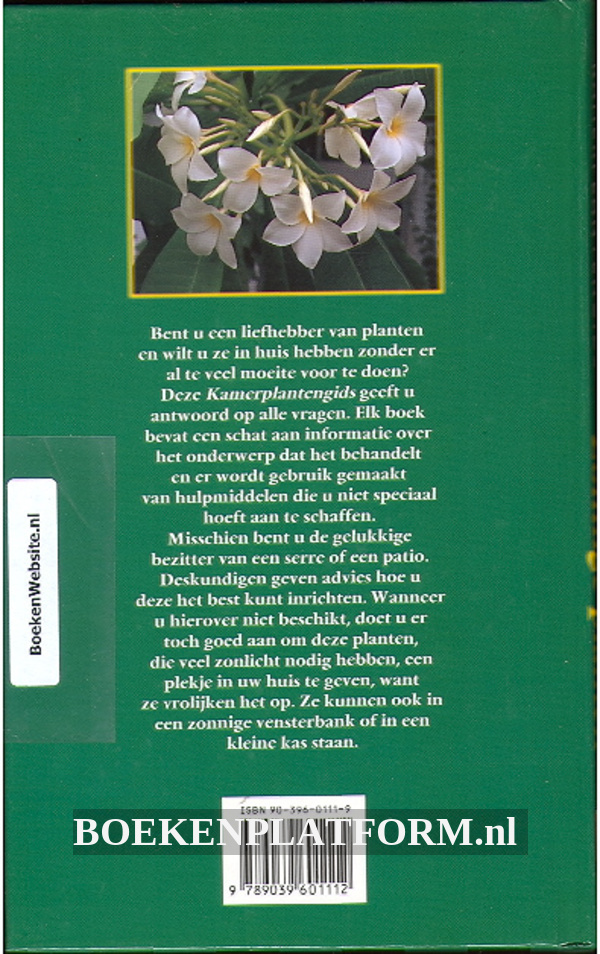 Bent u een liefhebber van planten
en wilt u ze in huis hebben zonder er
al te veel moeite voor te doen?
Deze Kamerplantengids geeft u
antwoord op alle vragen. Elk boek
bevat een schat aan informatie over
het onderwerp dat het behandelt
en er wordt gebruik gemaakt
van hulpmiddelen die u niet speciaal
hoeft aan te schaffen.
Misschien bent u de gelukkige
bezitter van een serre of een patio.
Deskundigen geven advies hoe u
deze het best kunt inrichten. Wanneer
u hierover niet beschikt, doet u er
toch goed aan om deze planten,
die veel zonlicht nodig hebben, een
plekje in uw huis te geven, want
ze vrolijken het op. Ze kunnen ook in
een zonnige vensterbank of in een
kleine kas staan.
BoekenWebsite.nl
ISBN 90-396-0111-9
BOEKENPLATFORM.nl
9 789039 601112